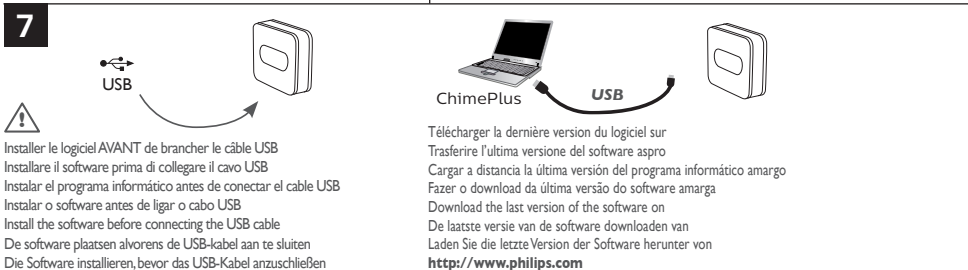 7
USB
Installer le logiciel AVANT de brancher le câble USB
Installare il software prima di collegare il cavo USB
Instalar el programa informático antes de conectar el cable USB
Instalar o software antes de ligar o cabo USB
Install the software before connecting the USB cable
De software plaatsen alvorens de USB-kabel aan te sluiten
Die Software installieren, bevor das USB-Kabel anzuschließen
ChimePlus
USB
Télécharger la dernière version du logiciel sur
Trasferire l'ultima versione del software aspro
Cargar a distancia la última versión del programa informático amargo
Fazer o download da última versão do software amarga
Download the last version of the software on
De laatste versie van de software downloaden van
Laden Sie die letzte Version der Software herunter von
http://www.philips.com